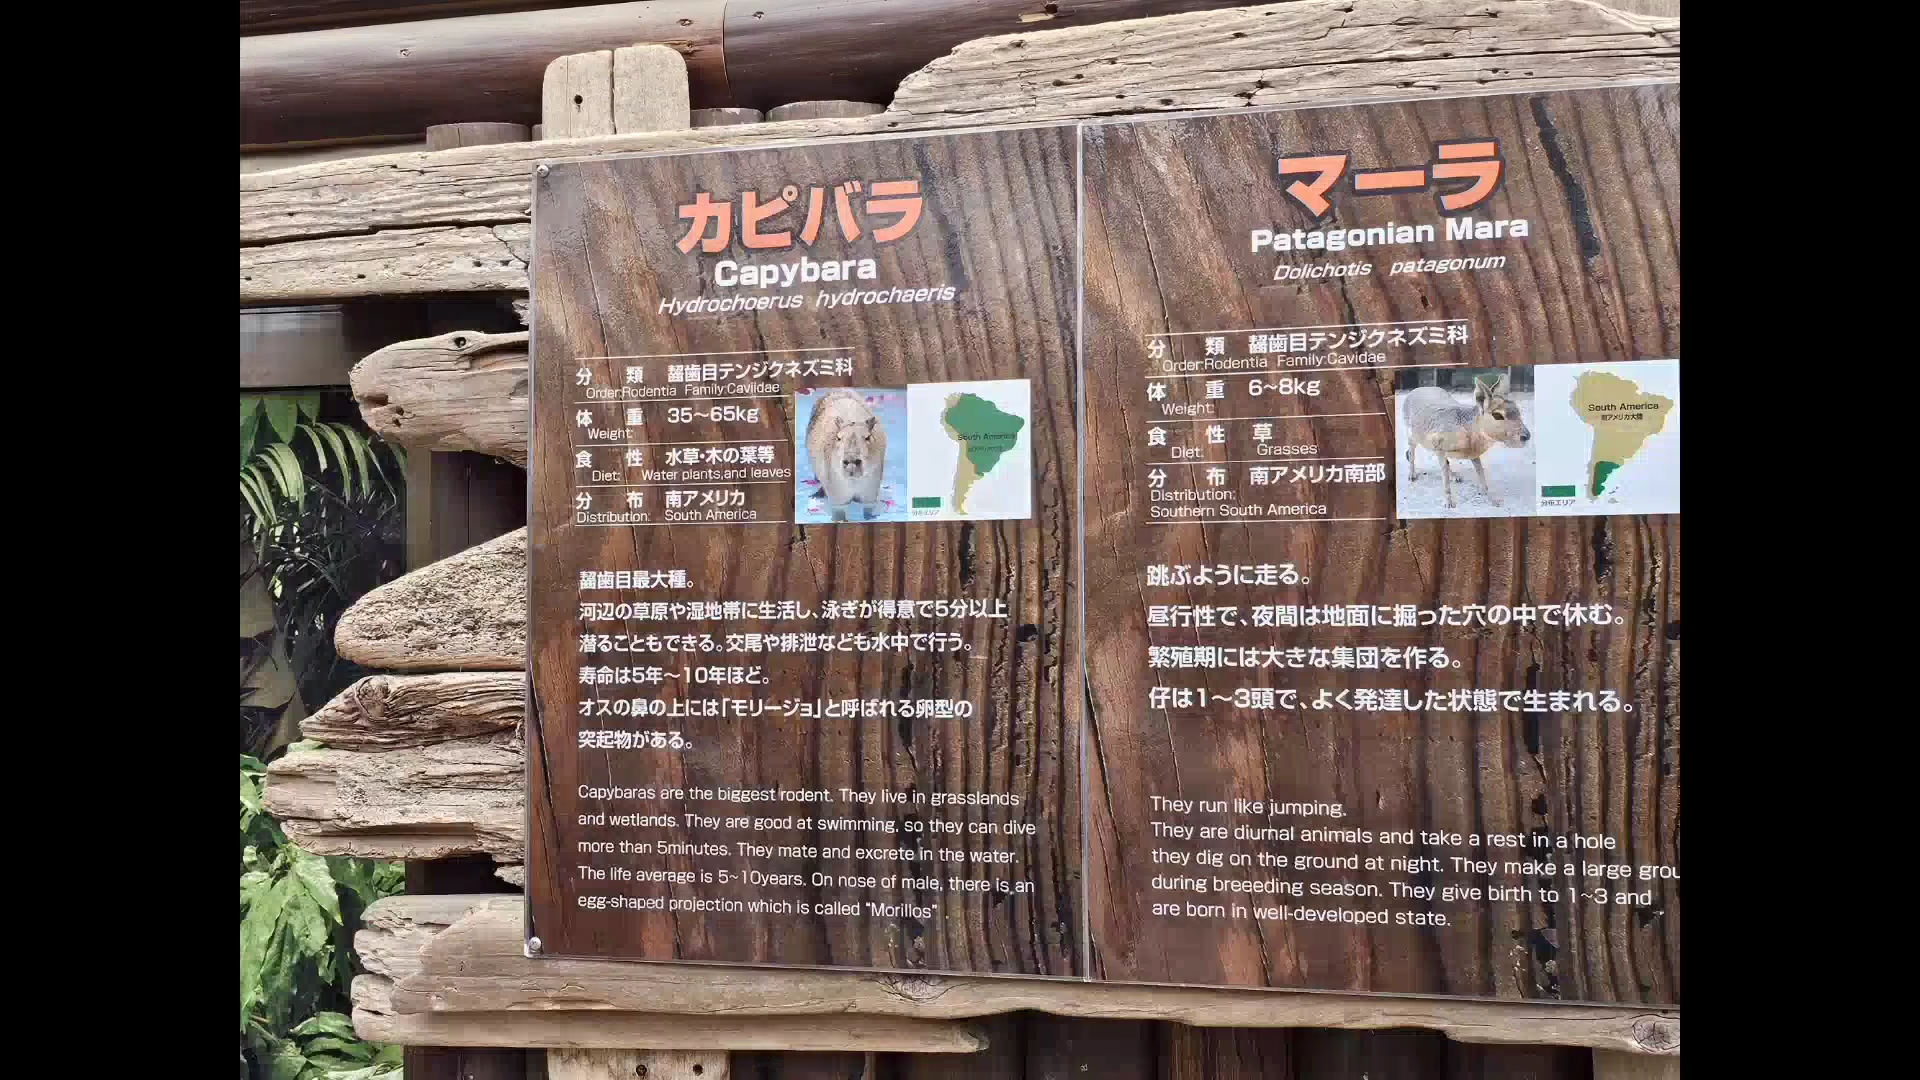 カピバラ
Capybara
Hydrochoerus hydrochaeris
分類 齧歯目テンジクネズミ科
Order:Rodentia Family:Caviidae
体重 35～65kg
Weight:
食性 水草・木の葉等
Diet: Water plants,and leaves
分布 南アメリカ
Distribution: South America
South America
分布エリア
齧歯目最大種。
河辺の草原や湿地帯に生活し、泳ぎが得意で5分以上
潜ることもできる。交尾や排泄なども水中で行う。
寿命は5年～10年ほど。
オスの鼻の上には「モリージョ」と呼ばれる卵型の
突起物がある。
Capybaras are the biggest rodent. They live in grasslands
and wetlands. They are good at swimming, so they can dive
more than 5minutes. They mate and excrete in the water.
The life average is 5~10years. On nose of male, there is an
egg-shaped projection which is called "Morillos".
マーラ
Patagonian Mara
Dolichotis patagonum
分類 齧歯目テンジクネズミ科
Order:Rodentia Family:Cavidae
体重 6~8kg
Weight:
食性 草
Diet: Grasses
分布 南アメリカ南部
Distribution:
Southern South America
South America
南アメリカ大陸
分布エリア
跳ぶように走る。
昼行性で、夜間は地面に掘った穴の中で休む。
繁殖期には大きな集団を作る。
仔は1～3頭で、よく発達した状態で生まれる。
They run like jumping.
They are diurnal animals and take a rest in a hole
they dig on the ground at night. They make a large grou
during breeeding season. They give birth to 1~3 and
are born in well-developed state.